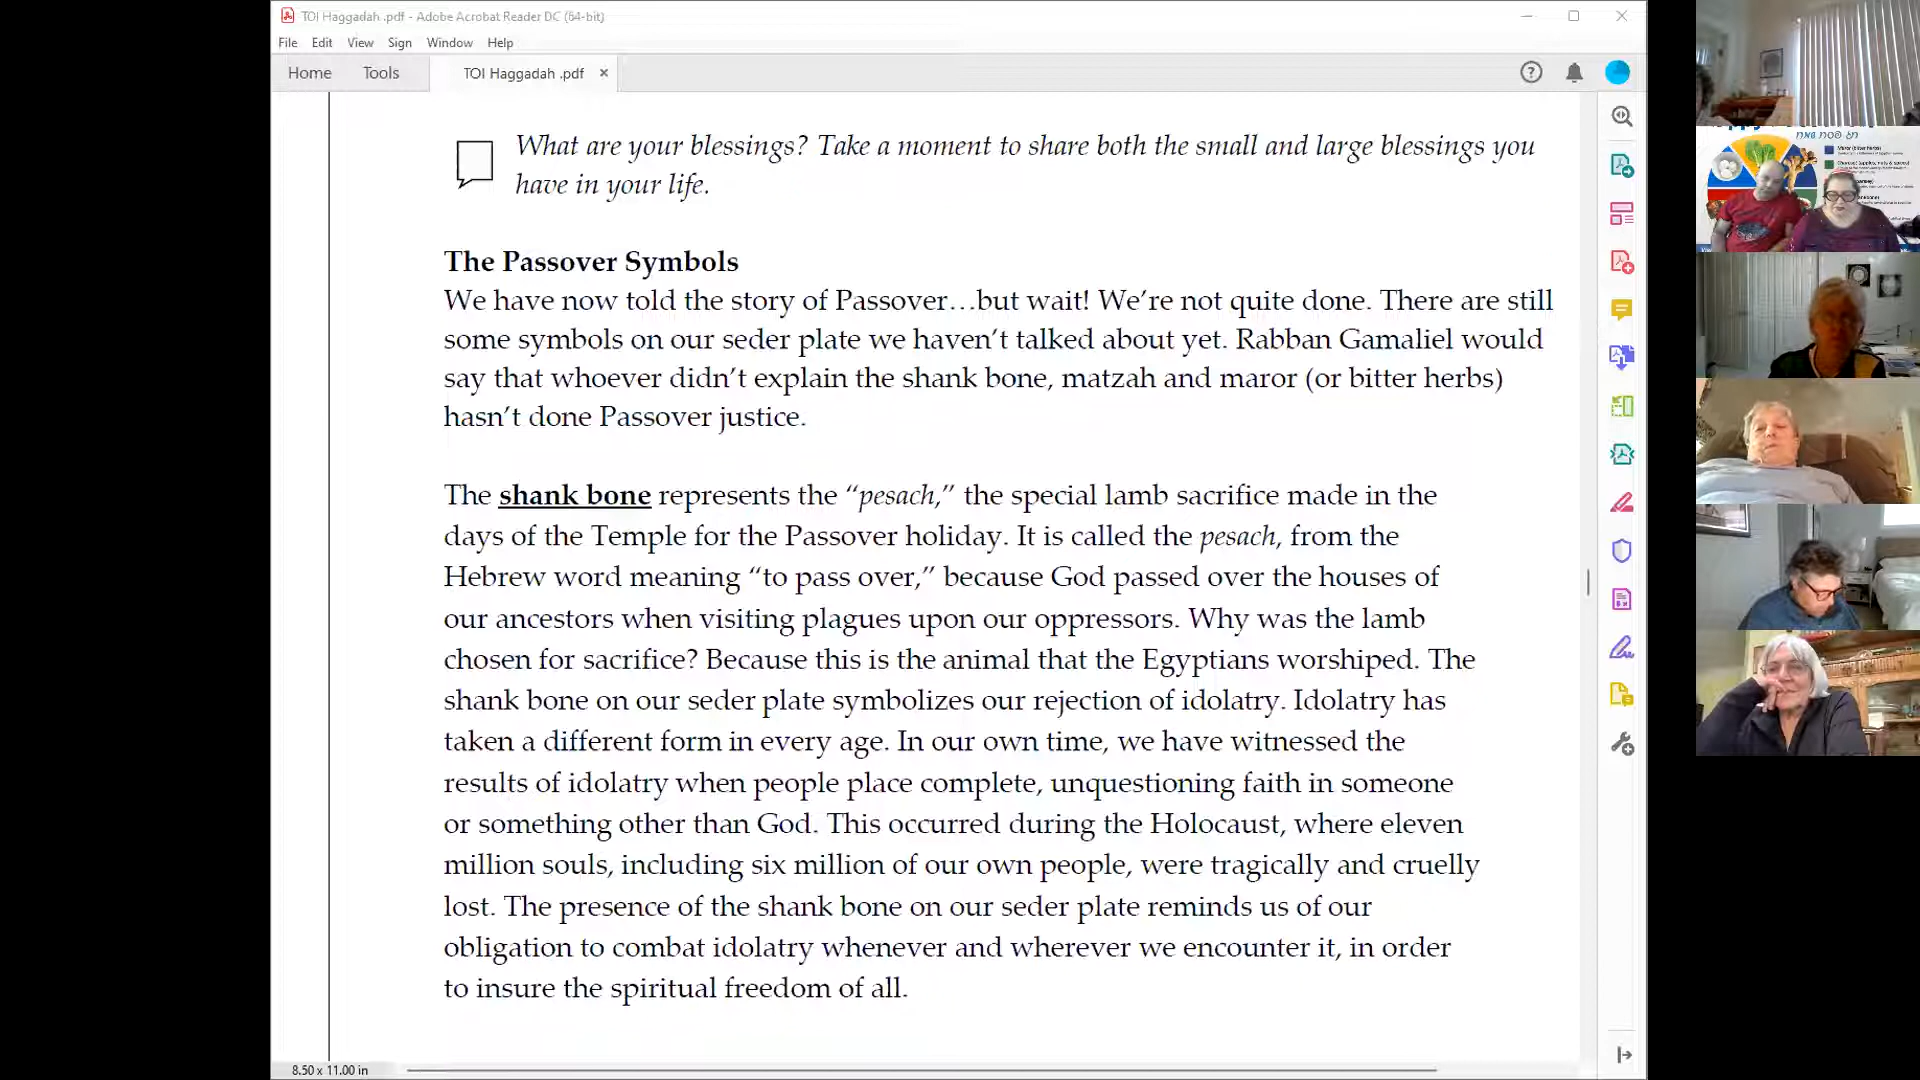 TOI Haggadah .pdf - Adobe Acrobat Reader DC (64-bit)
File Edit View Sign Window Help
Home Tools TOI Haggadah .pdf
What are your blessings? Take a moment to share both the small and large blessings you
have in your life.
The Passover Symbols
We have now told the story of Passover…but wait! We’re not quite done. There are still
some symbols on our seder plate we haven’t talked about yet. Rabban Gamaliel would
say that whoever didn’t explain the shank bone, matzah and maror (or bitter herbs)
hasn’t done Passover justice.
The shank bone represents the “pesach,” the special lamb sacrifice made in the
days of the Temple for the Passover holiday. It is called the pesach, from the
Hebrew word meaning “to pass over,” because God passed over the houses of
our ancestors when visiting plagues upon our oppressors. Why was the lamb
chosen for sacrifice? Because this is the animal that the Egyptians worshiped. The
shank bone on our seder plate symbolizes our rejection of idolatry. Idolatry has
taken a different form in every age. In our own time, we have witnessed the
results of idolatry when people place complete, unquestioning faith in someone
or something other than God. This occurred during the Holocaust, where eleven
million souls, including six million of our own people, were tragically and cruelly
lost. The presence of the shank bone on our seder plate reminds us of our
obligation to combat idolatry whenever and wherever we encounter it, in order
to insure the spiritual freedom of all.
8.50 x 11.00 in
חג פסח שמח
Maror (bitter herbs)